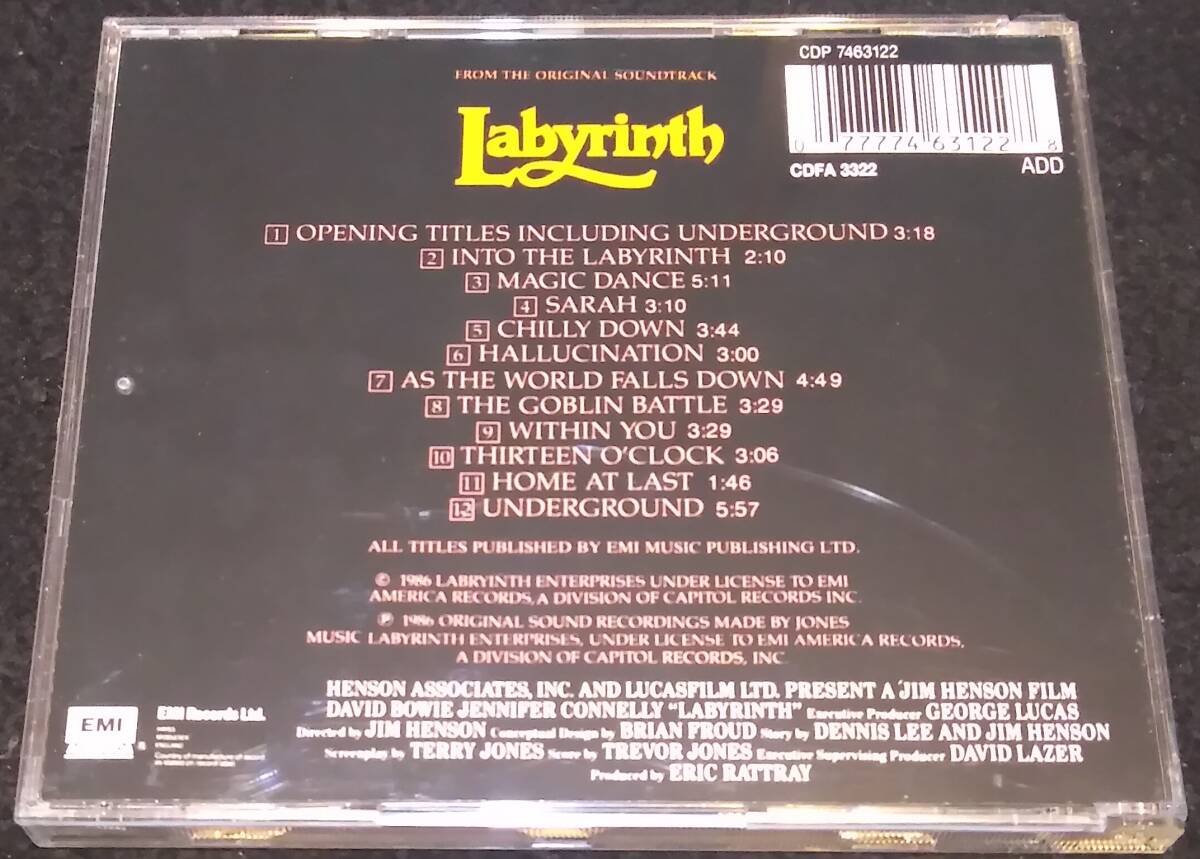 FROM THE ORIGINAL SOUNDTRACK
Labyrinth
CDP 7463122
0 77774 63122 8
CDFA 3322
ADD
1 OPENING TITLES INCLUDING UNDERGROUND 3:18
2 INTO THE LABYRINTH 2:10
3 MAGIC DANCE 5:11
4 SARAH 3:10
5 CHILLY DOWN 3:44
6 HALLUCINATION 3:00
7 AS THE WORLD FALLS DOWN 4:49
8 THE GOBLIN BATTLE 3:29
9 WITHIN YOU 3:29
10 THIRTEEN O'CLOCK 3:06
11 HOME AT LAST 1:46
12 UNDERGROUND 5:57
ALL TITLES PUBLISHED BY EMI MUSIC PUBLISHING LTD.
© 1986 LABRYINTH ENTERPRISES UNDER LICENSE TO EMI
AMERICA RECORDS, A DIVISION OF CAPITOL RECORDS INC.
℗ 1986 ORIGINAL SOUND RECORDINGS MADE BY JONES
MUSIC LABYRINTH ENTERPRISES, UNDER LICENSE TO EMI AMERICA RECORDS,
A DIVISION OF CAPITOL RECORDS, INC.
HENSON ASSOCIATES, INC. AND LUCASFILM LTD. PRESENT A JIM HENSON FILM
DAVID BOWIE JENNIFER CONNELLY "LABYRINTH" Executive Producer GEORGE LUCAS
Directed by JIM HENSON Conceptual Design by BRIAN FROUD Story by DENNIS LEE AND JIM HENSON
Screenplay by TERRY JONES Score by TREVOR JONES Executive Supervising Producer DAVID LAZER
Produced by ERIC RATTRAY
EMI
EMI Records Ltd.